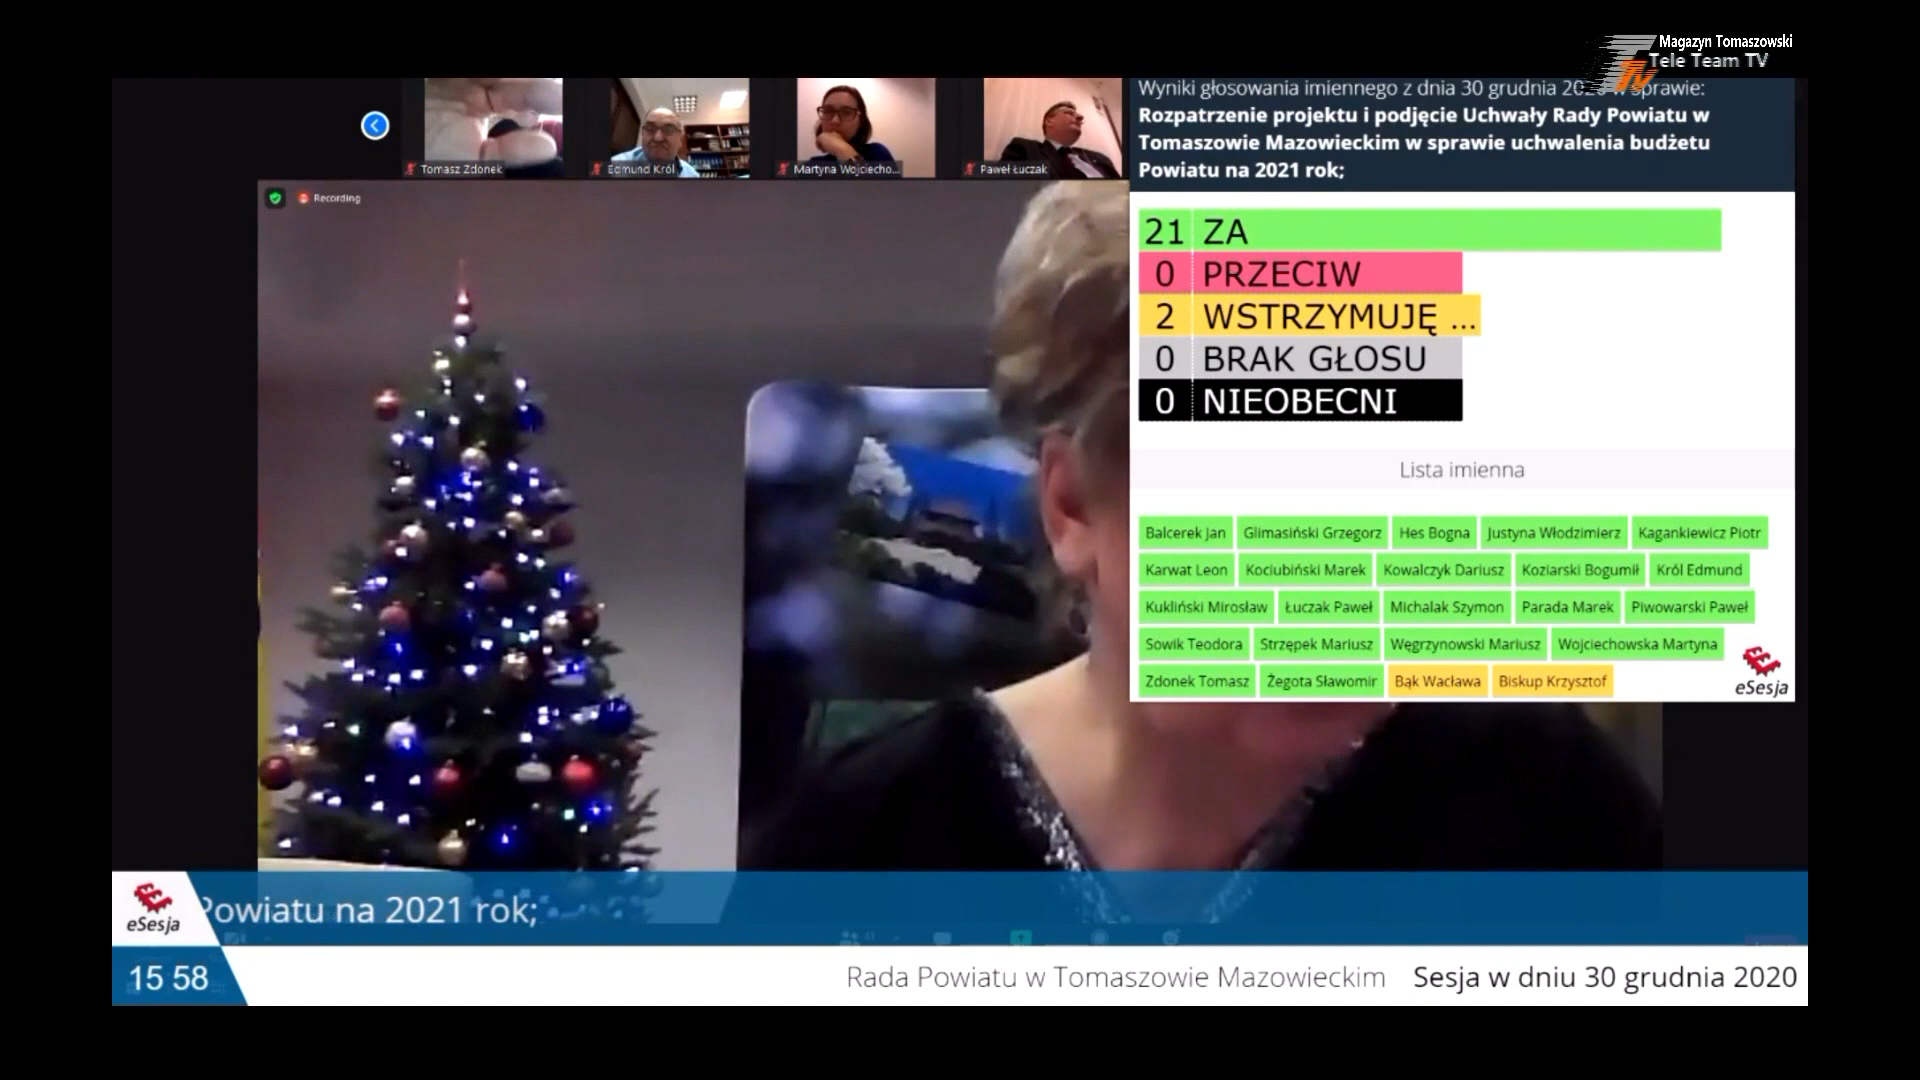 Magazyn Tomaszowski
Tele Team TV
Wyniki głosowania imiennego z dnia 30 grudnia 2020 w sprawie:
Rozpatrzenie projektu i podjęcie Uchwały Rady Powiatu w
Tomaszowie Mazowieckim w sprawie uchwalenia budżetu
Powiatu na 2021 rok;
Tomasz Zdonek
Edmund Król
Martyna Wojciecho...
Paweł Łuczak
Recording
21 ZA
0 PRZECIW
2 WSTRZYMUJĘ ...
0 BRAK GŁOSU
0 NIEOBECNI
Lista imienna
Balcerek Jan Glimasiński Grzegorz Hes Bogna Justyna Włodzimierz Kagankiewicz Piotr
Karwat Leon Kociubiński Marek Kowalczyk Dariusz Koziarski Bogumił Król Edmund
Kukliński Mirosław Łuczak Paweł Michalak Szymon Parada Marek Piwowarski Paweł
Sowik Teodora Strzępek Mariusz Węgrzynowski Mariusz Wojciechowska Martyna
Zdonek Tomasz Żegota Sławomir Bąk Wacława Biskup Krzysztof
eSesja
eSesja
Powiatu na 2021 rok;
15 58
Rada Powiatu w Tomaszowie Mazowieckim Sesja w dniu 30 grudnia 2020